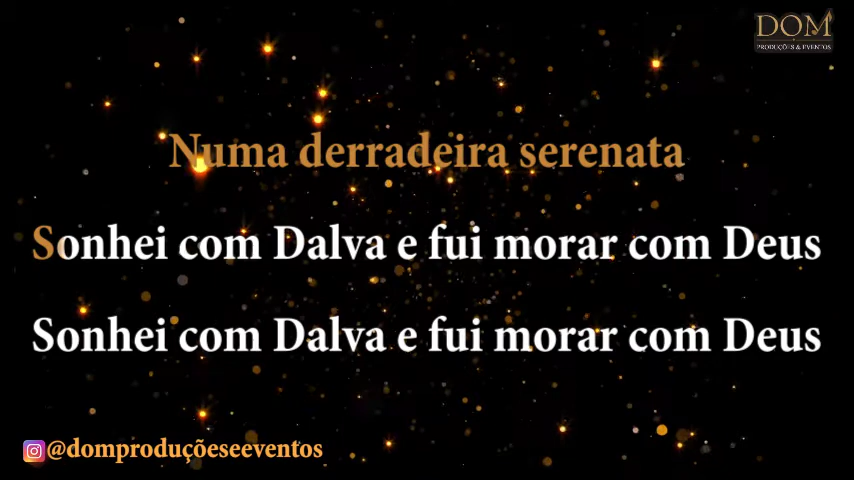 DOM
PRODUÇÕES & EVENTOS
Numa derradeira serenata
Sonhei com Dalva e fui morar com Deus
Sonhei com Dalva e fui morar com Deus
@domproduçõeseeventos